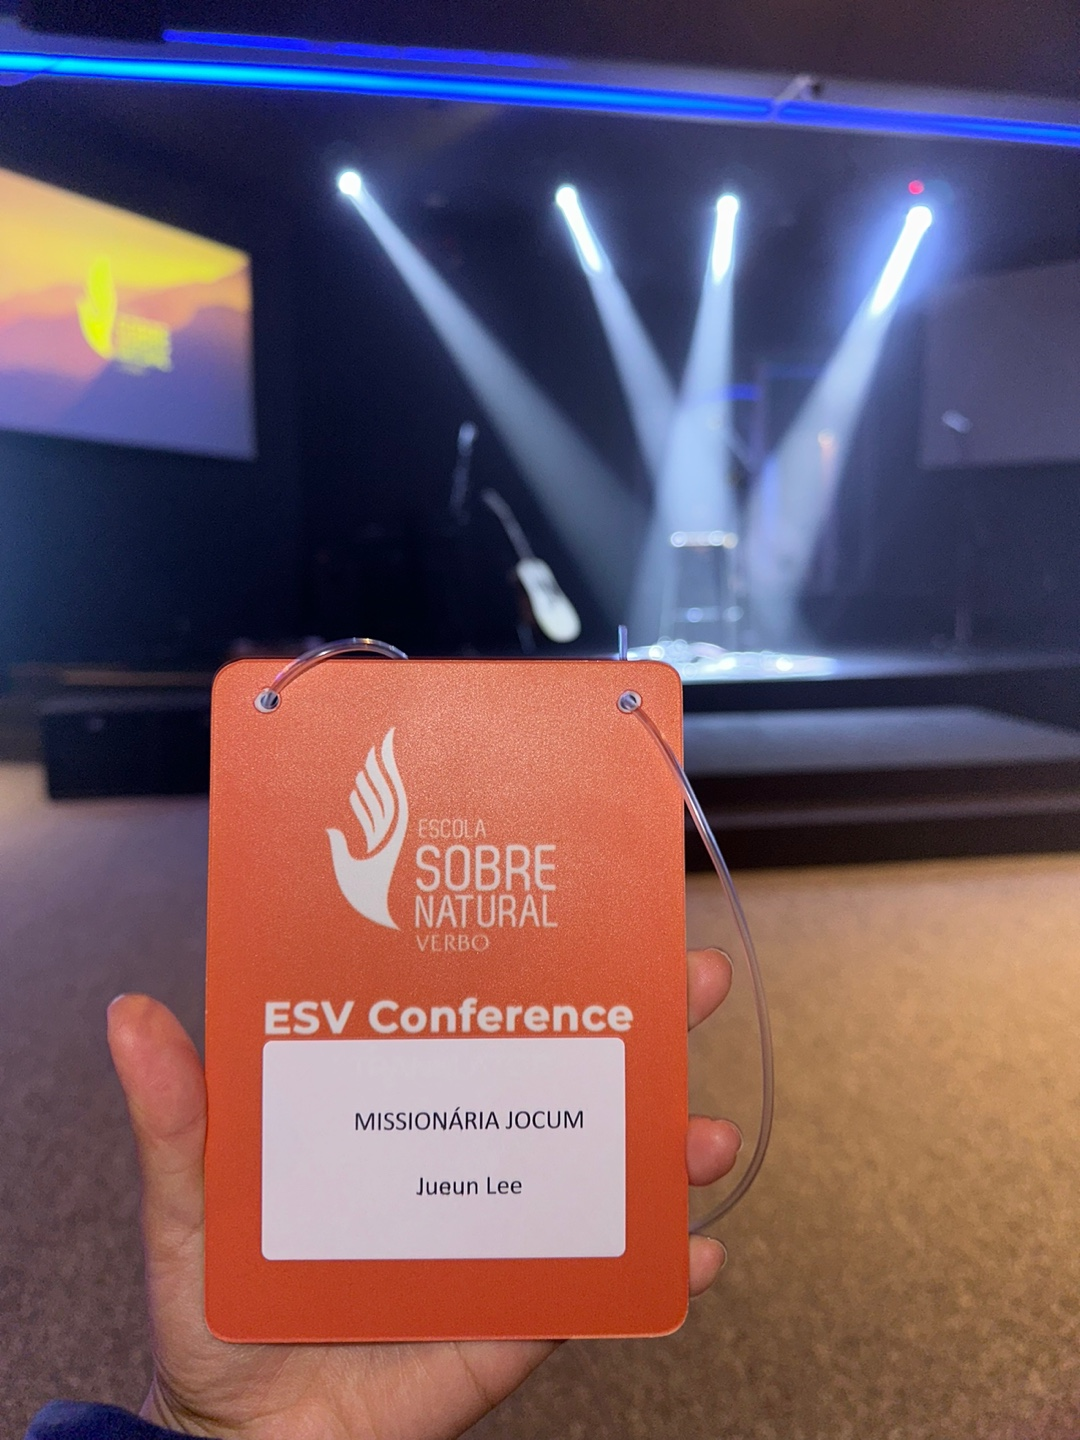 ESCOLA
SOBRE
NATURAL
VERBO
ESV Conference
MISSIONÁRIA JOCUM
Jueun Lee